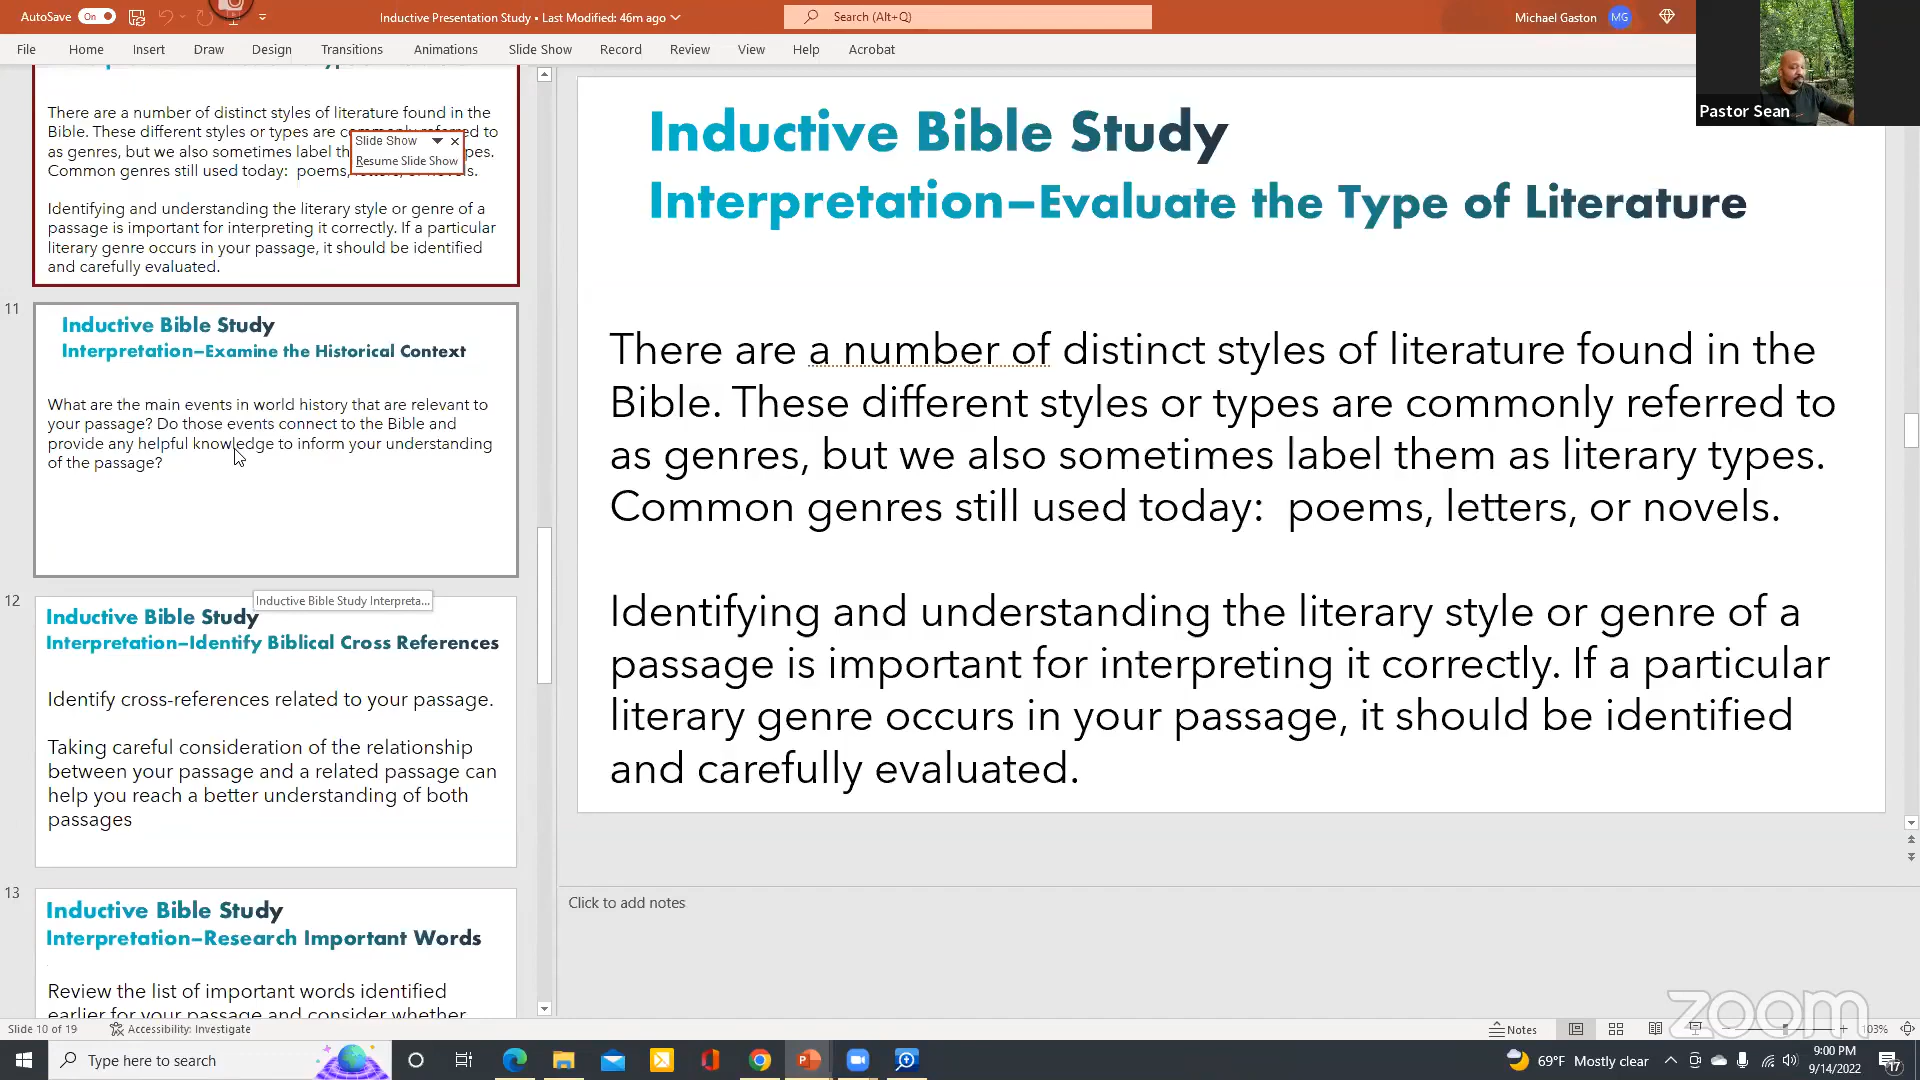 AutoSave On
Inductive Presentation Study • Last Modified: 46m ago
Search (Alt+Q)
Michael Gaston MG
File Home Insert Draw Design Transitions Animations Slide Show Record Review View Help Acrobat
Pastor Sean
There are a number of distinct styles of literature found in the
Bible. These different styles or types are commonly referred to
as genres, but we also sometimes label th
pes.
Common genres still used today: poems, letters, or novels.
Slide Show
Resume Slide Show
Identifying and understanding the literary style or genre of a
passage is important for interpreting it correctly. If a particular
literary genre occurs in your passage, it should be identified
and carefully evaluated.
11
Inductive Bible Study
Interpretation–Examine the Historical Context
What are the main events in world history that are relevant to
your passage? Do those events connect to the Bible and
provide any helpful knowledge to inform your understanding
of the passage?
Inductive Bible Study Interpreta...
12
Inductive Bible Study
Interpretation–Identify Biblical Cross References
Identify cross-references related to your passage.
Taking careful consideration of the relationship
between your passage and a related passage can
help you reach a better understanding of both
passages
13
Inductive Bible Study
Interpretation–Research Important Words
Review the list of important words identified
earlier for your passage and consider whether
Inductive Bible Study
Interpretation–Evaluate the Type of Literature
There are a number of distinct styles of literature found in the
Bible. These different styles or types are commonly referred to
as genres, but we also sometimes label them as literary types.
Common genres still used today:  poems, letters, or novels.
Identifying and understanding the literary style or genre of a
passage is important for interpreting it correctly. If a particular
literary genre occurs in your passage, it should be identified
and carefully evaluated.
Click to add notes
zoom
Slide 10 of 19
Accessibility: Investigate
Notes
103%
Type here to search
69°F Mostly clear
9:00 PM
9/14/2022
17